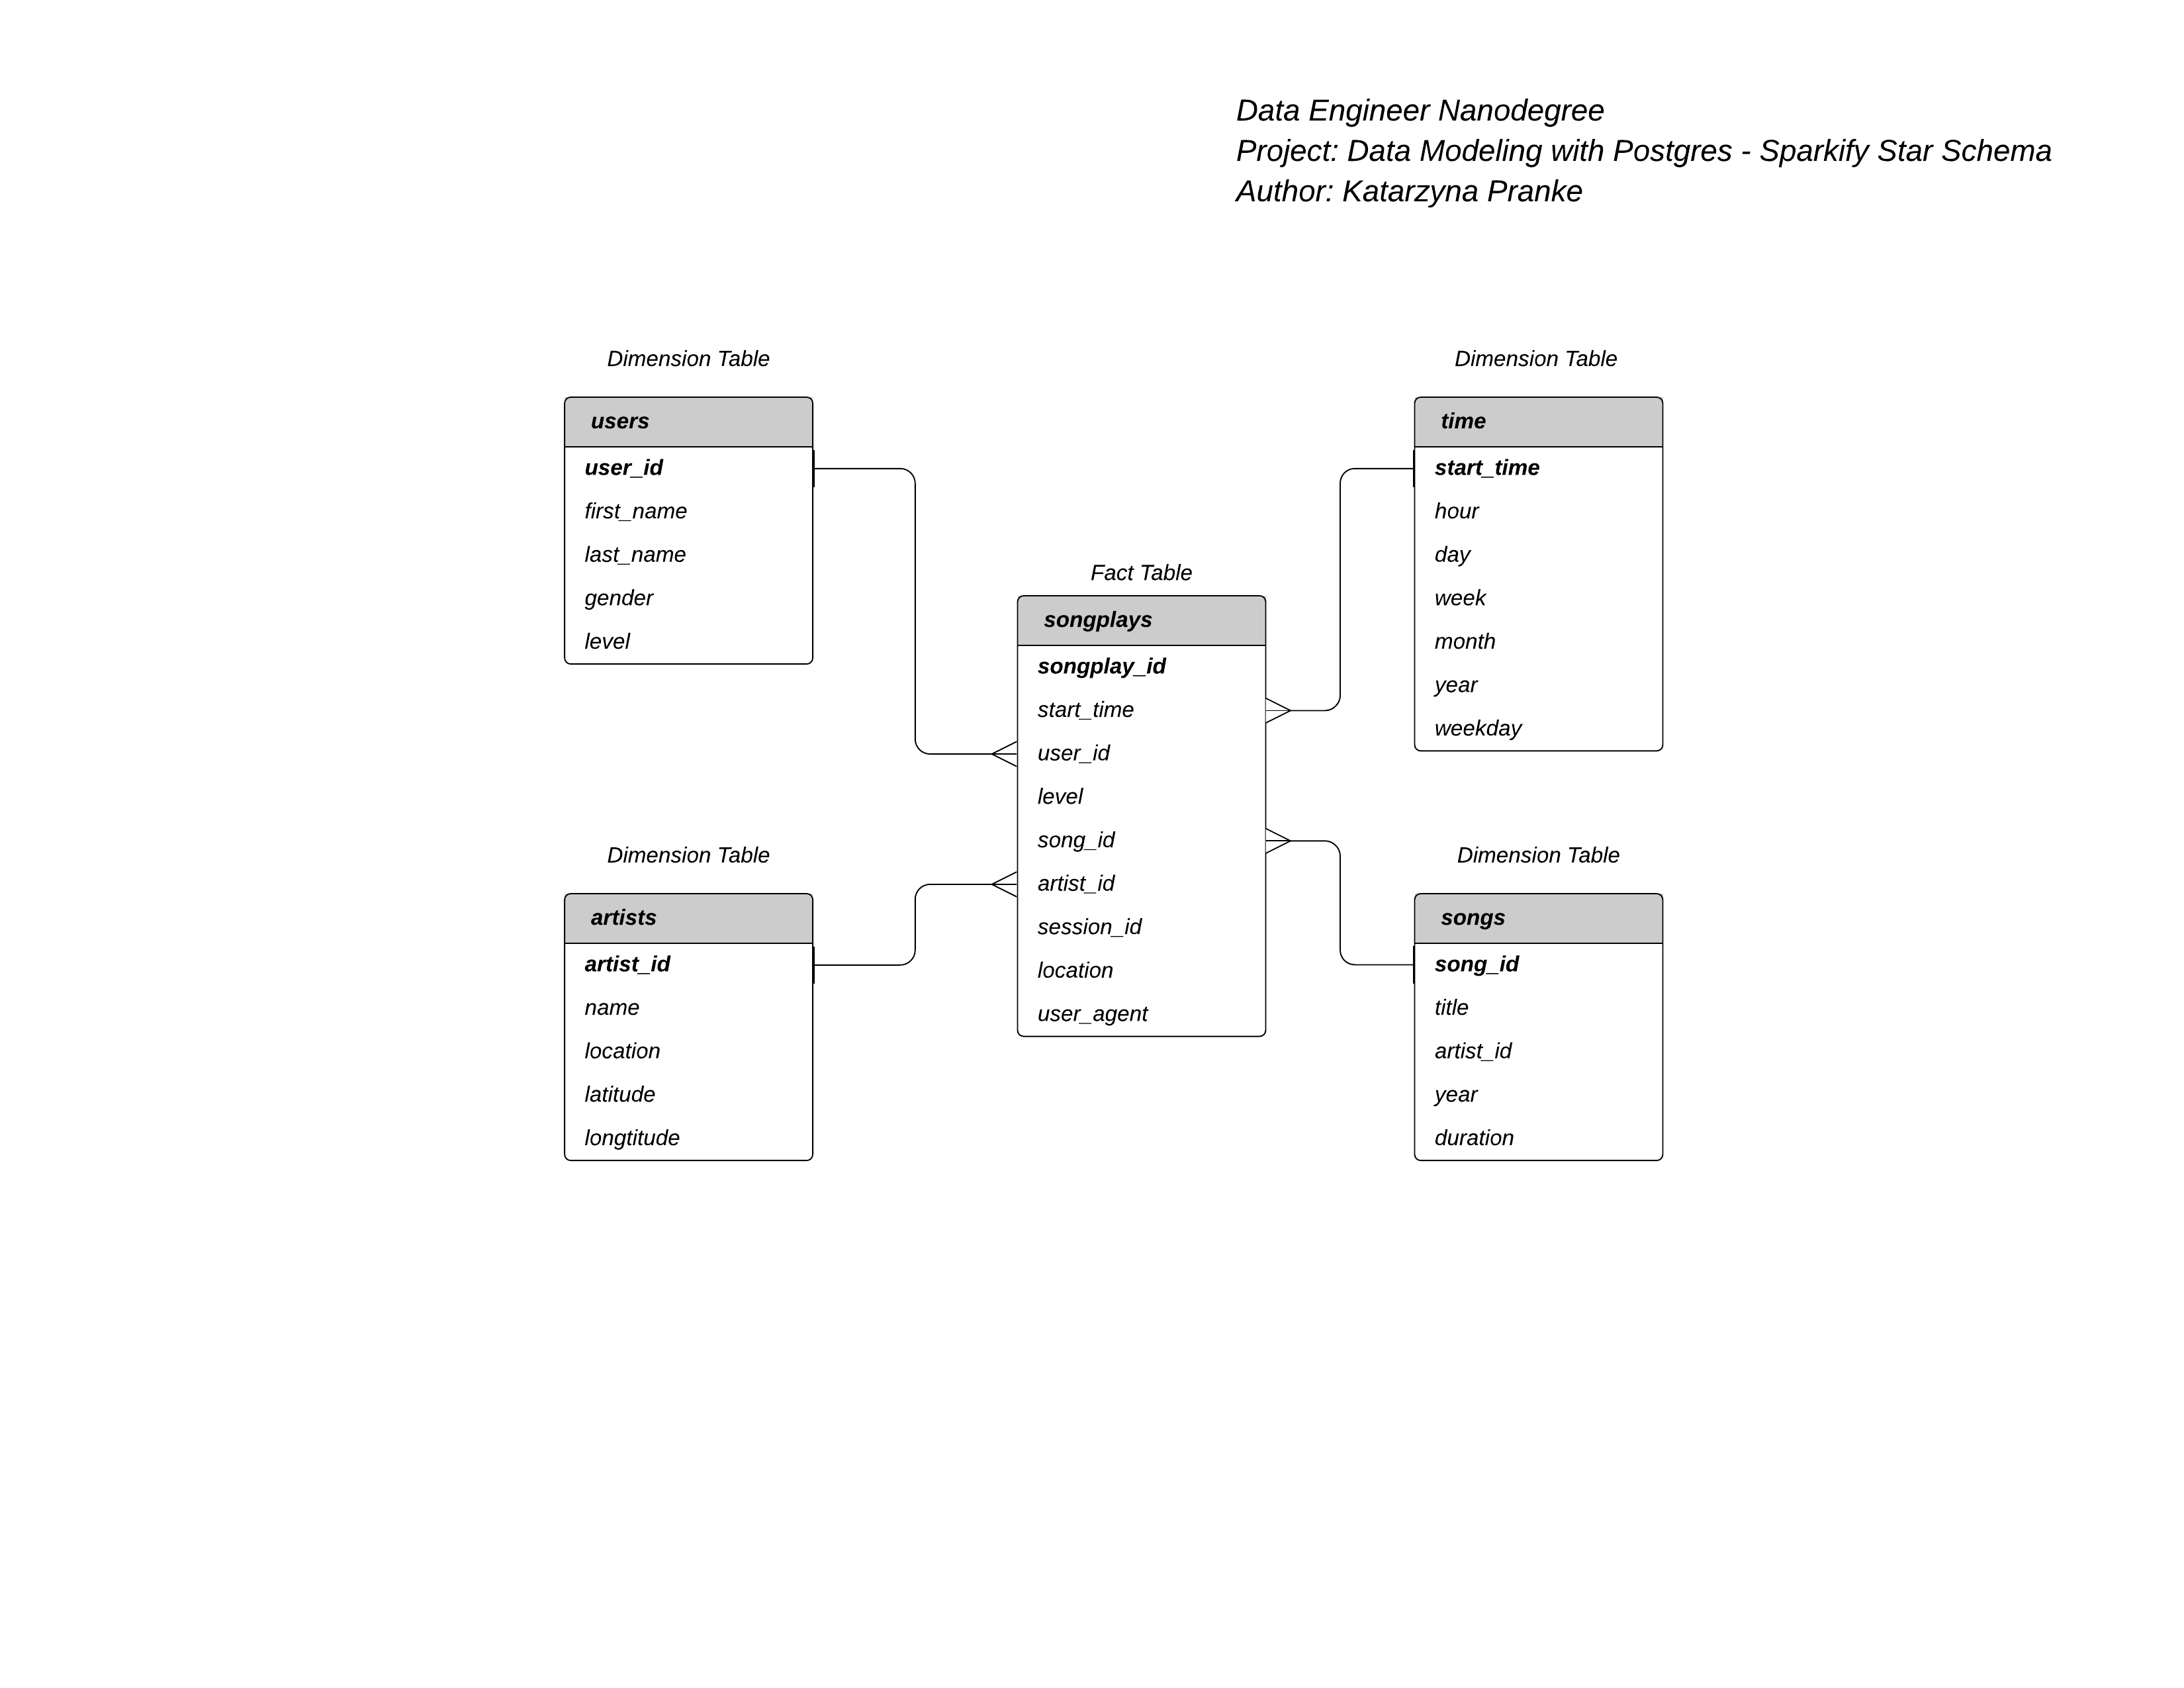 Data Engineer Nanodegree
Project: Data Modeling with Postgres - Sparkify Star Schema
Author: Katarzyna Pranke
Dimension Table
users
user_id
first_name
last_name
gender
level
Dimension Table
time
start_time
hour
day
week
month
year
weekday
Fact Table
songplays
songplay_id
start_time
user_id
level
song_id
artist_id
session_id
location
user_agent
Dimension Table
artists
artist_id
name
location
latitude
longtitude
Dimension Table
songs
song_id
title
artist_id
year
duration